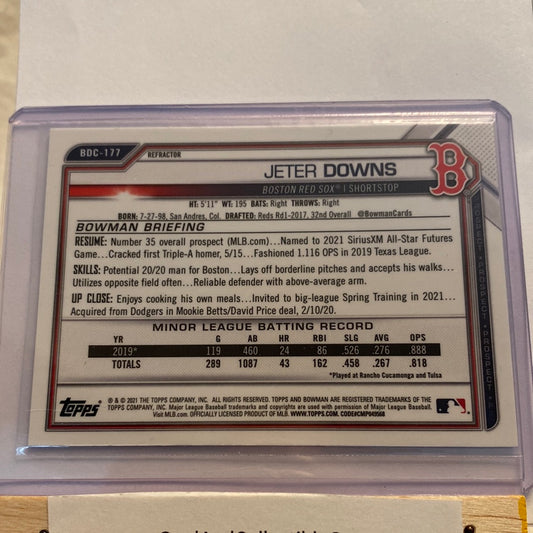 BDC-177
REFRACTOR
JETER DOWNS
B
BOSTON RED SOX® | SHORTSTOP
HT: 5'11" WT: 195 BATS: Right THROWS: Right
BORN: 7-27-98, San Andres, Col. DRAFTED: Reds Rd1-2017, 32nd Overall @BowmanCards
BOWMAN BRIEFING
RESUME: Number 35 overall prospect (MLB.com)...Named to 2021 SiriusXM All-Star Futures
Game...Cracked first Triple-A homer, 5/15...Fashioned 1.116 OPS in 2019 Texas League.
SKILLS: Potential 20/20 man for Boston...Lays off borderline pitches and accepts his walks...
Utilizes opposite field often...Reliable defender with above-average arm.
UP CLOSE: Enjoys cooking his own meals...Invited to big-league Spring Training in 2021...
Acquired from Dodgers in Mookie Betts/David Price deal, 2/10/20.
PROSPECT • PROSPECT
MINOR LEAGUE BATTING RECORD
YR G AB HR RBI SLG AVG OPS
2019* 119 460 24 86 .526 .276 .888
TOTALS 289 1087 43 162 .458 .267 .818
*Played at Rancho Cucamonga and Tulsa
Topps
® & © 2021 THE TOPPS COMPANY, INC. ALL RIGHTS RESERVED. TOPPS AND BOWMAN ARE REGISTERED TRADEMARKS OF
THE TOPPS COMPANY, INC. Major League Baseball trademarks and copyrights are used with permission of Major League Baseball.
Visit MLB.com. OFFICIALLY LICENSED PRODUCT OF MLB. WWW.TOPPS.COM. CODE#CMP049568